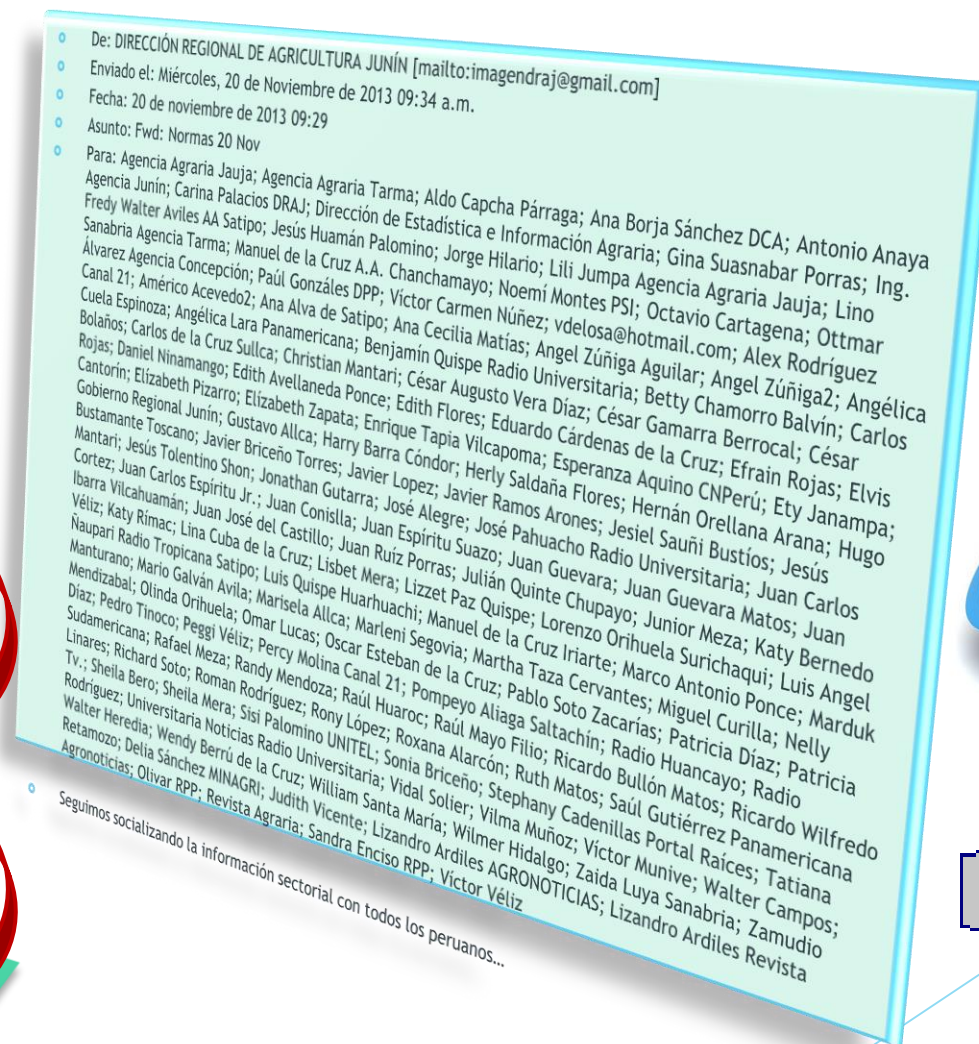 De: DIRECCIÓN REGIONAL DE AGRICULTURA JUNÍN [mailto:imagendraj@gmail.com]
Enviado el: Miércoles, 20 de Noviembre de 2013 09:34 a.m.
Fecha: 20 de noviembre de 2013 09:29
Asunto: Fwd: Normas 20 Nov
Para: Agencia Agraria Jauja; Agencia Agraria Tarma; Aldo Capcha Párraga; Ana Borja Sánchez DCA; Antonio Anaya
Agencia Junín; Carina Palacios DRAJ; Dirección de Estadística e Información Agraria; Gina Suasnabar Porras; Ing.
Fredy Walter Aviles AA Satipo; Jesús Huamán Palomino; Jorge Hilario; Lili Jumpa Agencia Agraria Jauja; Lino
Sanabria Agencia Tarma; Manuel de la Cruz A.A. Chanchamayo; Noemí Montes PSI; Octavio Cartagena; Ottmar
Álvarez Agencia Concepción; Paúl Gonzáles DPP; Víctor Carmen Núñez; vdelosa@hotmail.com; Alex Rodríguez
Canal 21; Américo Acevedo2; Ana Alva de Satipo; Ana Cecilia Matías; Angel Zúñiga Aguilar; Angel Zúñiga2; Angélica
Cuela Espinoza; Angélica Lara Panamericana; Benjamín Quispe Radio Universitaria; Betty Chamorro Balvín; Carlos
Bolaños; Carlos de la Cruz Sullca; Christian Mantari; César Augusto Vera Díaz; César Gamarra Berrocal; César
Rojas; Daniel Ninamango; Edith Avellaneda Ponce; Edith Flores; Eduardo Cárdenas de la Cruz; Efrain Rojas; Elvis
Cantorín; Elízabeth Pizarro; Elízabeth Zapata; Enrique Tapia Vilcapoma; Esperanza Aquino CNPerú; Ety Janampa;
Gobierno Regional Junín; Gustavo Allca; Harry Barra Cóndor; Herly Saldaña Flores; Hernán Orellana Arana; Hugo
Bustamante Toscano; Javier Briceño Torres; Javier Lopez; Javier Ramos Arones; Jesiel Sauñi Bustíos; Jesús
Mantari; Jesús Tolentino Shon; Jonathan Gutarra; José Alegre; José Pahuacho Radio Universitaria; Juan Carlos
Cortez; Juan Carlos Espíritu Jr.; Juan Conislla; Juan Espíritu Suazo; Juan Guevara; Juan Guevara Matos; Juan
Ibarra Vilcahuamán; Juan José del Castillo; Juan Ruíz Porras; Julián Quinte Chupayo; Junior Meza; Katy Bernedo
Véliz; Katy Rímac; Lina Cuba de la Cruz; Lisbet Mera; Lizzet Paz Quispe; Lorenzo Orihuela Surichaqui; Luis Angel
Ñaupari Radio Tropicana Satipo; Luis Quispe Huarhuachi; Manuel de la Cruz Iriarte; Marco Antonio Ponce; Marduk
Manturano; Mario Galván Avila; Marisela Allca; Marleni Segovia; Martha Taza Cervantes; Miguel Curilla; Nelly
Mendizabal; Olinda Orihuela; Omar Lucas; Oscar Esteban de la Cruz; Pablo Soto Zacarías; Patricia Díaz; Patricia
Díaz; Pedro Tinoco; Peggi Véliz; Percy Molina Canal 21; Pompeyo Aliaga Saltachín; Radio Huancayo; Radio
Sudamericana; Rafael Meza; Randy Mendoza; Raúl Huaroc; Raúl Mayo Filio; Ricardo Bullón Matos; Ricardo Wilfredo
Linares; Richard Soto; Roman Rodríguez; Rony López; Roxana Alarcón; Ruth Matos; Saúl Gutiérrez Panamericana
Tv.; Sheila Bero; Sheila Mera; Sisi Palomino UNITEL; Sonia Briceño; Stephany Cadenillas Portal Raíces; Tatiana
Rodríguez; Universitaria Noticias Radio Universitaria; Vidal Solier; Vilma Muñoz; Víctor Munive; Walter Campos;
Walter Heredia; Wendy Berrú de la Cruz; William Santa María; Wilmer Hidalgo; Zaida Luya Sanabria; Zamudio
Retamozo; Delia Sánchez MINAGRI; Judith Vicente; Lizandro Ardiles AGRONOTICIAS; Lizandro Ardiles Revista
Agronoticias; Olivar RPP; Revista Agraria; Sandra Enciso RPP; Víctor Véliz
Seguimos socializando la información sectorial con todos los peruanos…